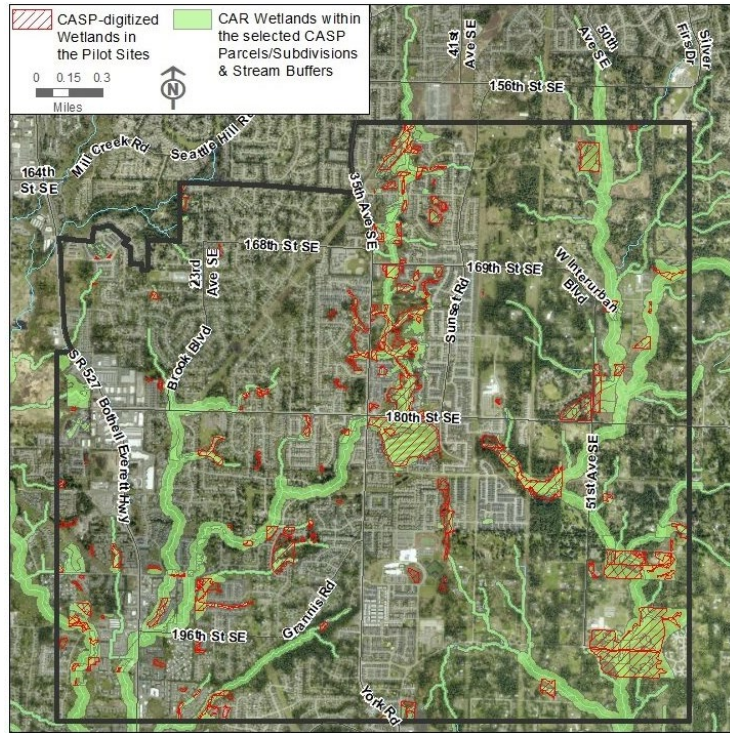 CASP-digitized
Wetlands in
the Pilot Sites
CAR Wetlands within
the selected CASP
Parcels/Subdivisions
& Stream Buffers
0 0.15 0.3
Miles
N
41st
Ave SE
50th
Ave SE
Silver
Firs Dr
156th St SE
Mill Creek Rd
Seattle Hill Rd
164th
St SE
35th Ave SE
168th St SE
23rd
Ave SE
169th St SE
Sunset Rd
W Interurban
Blvd
Brook Blvd
SR 527
Bothell Everett Hwy
180th St SE
51st Ave SE
Grannis Rd
196th St SE
York Rd